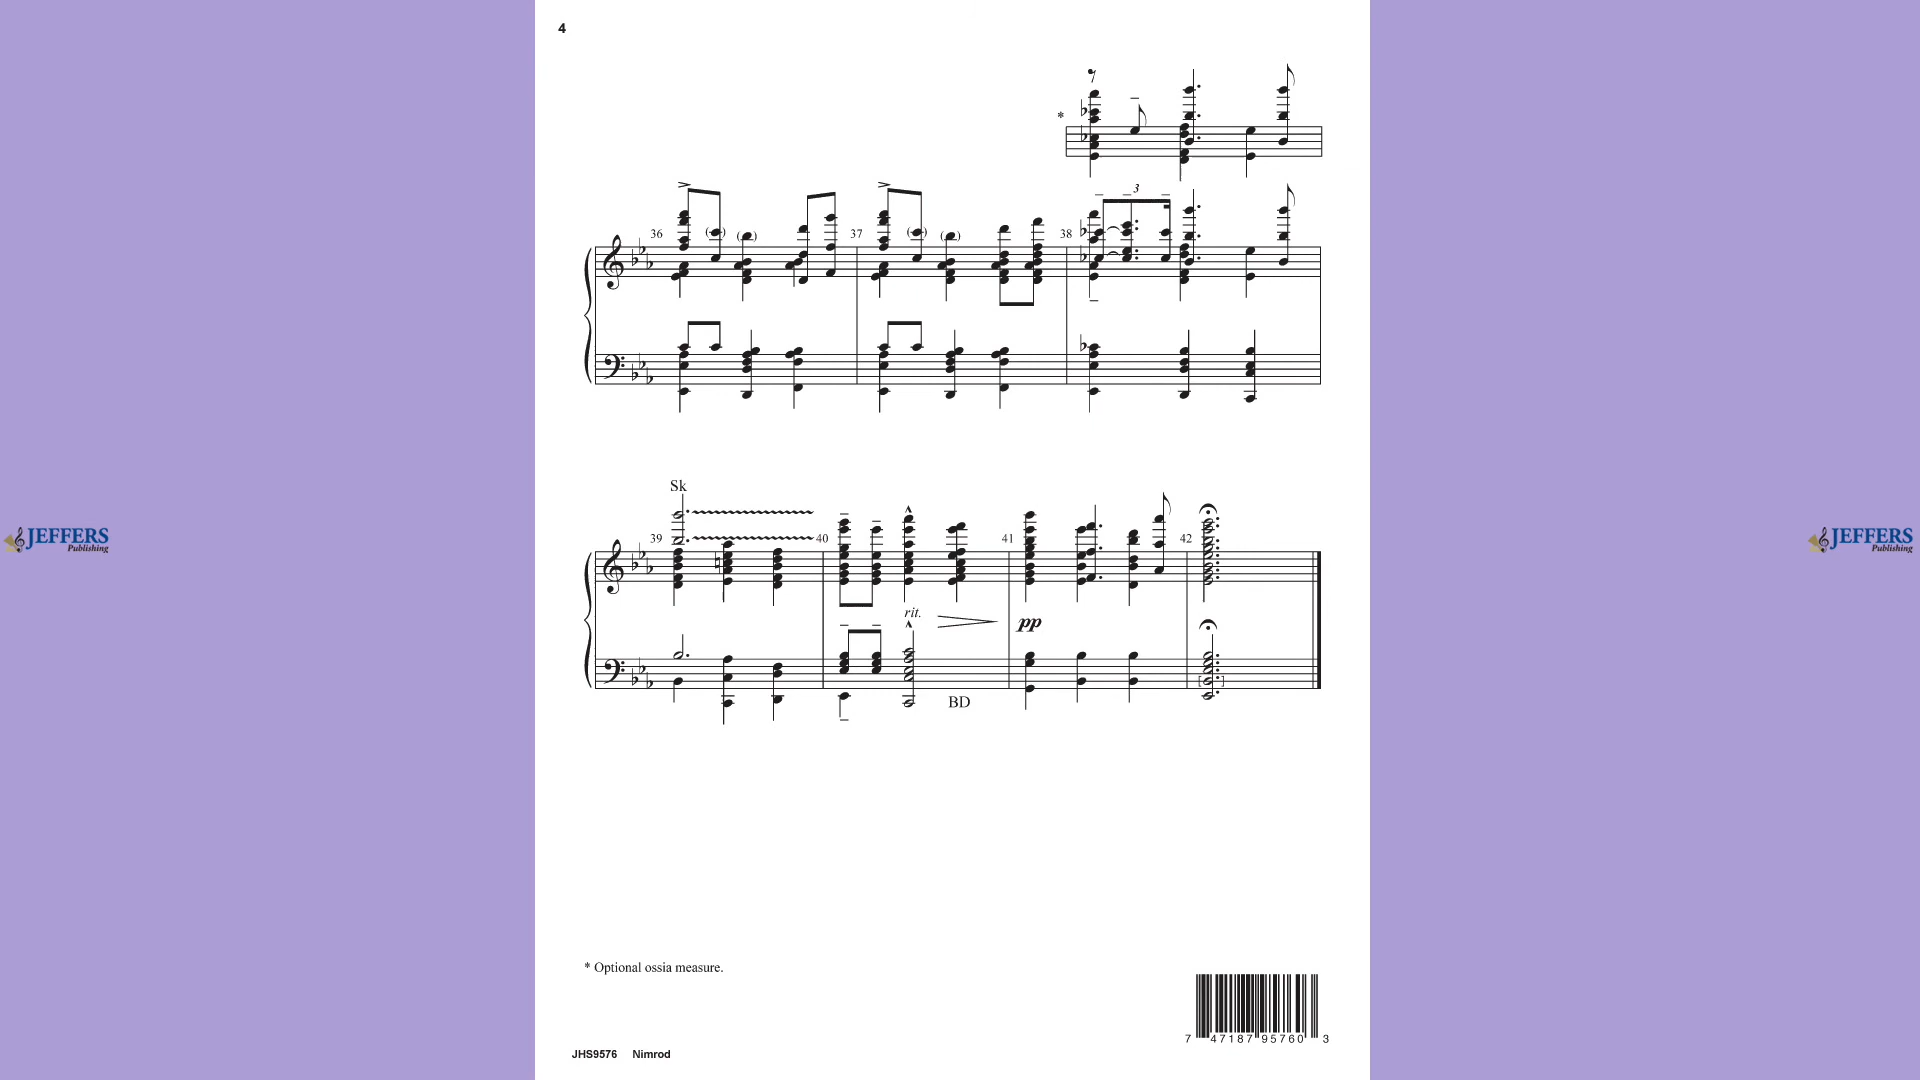 4
*
3
36
37
38
Sk
39
40
41
42
rit.
pp
BD
JEFFERS
Publishing
JEFFERS
Publishing
* Optional ossia measure.
7 47187 95760 3
JHS9576 Nimrod